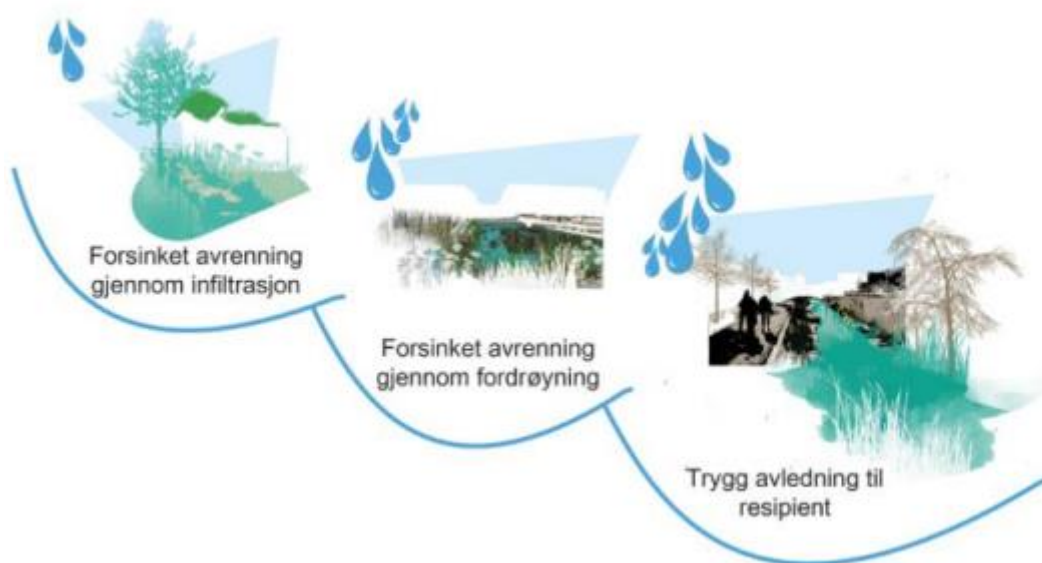 Forsinket avrenning
gjennom infiltrasjon
Forsinket avrenning
gjennom fordrøyning
Trygg avledning til
resipient